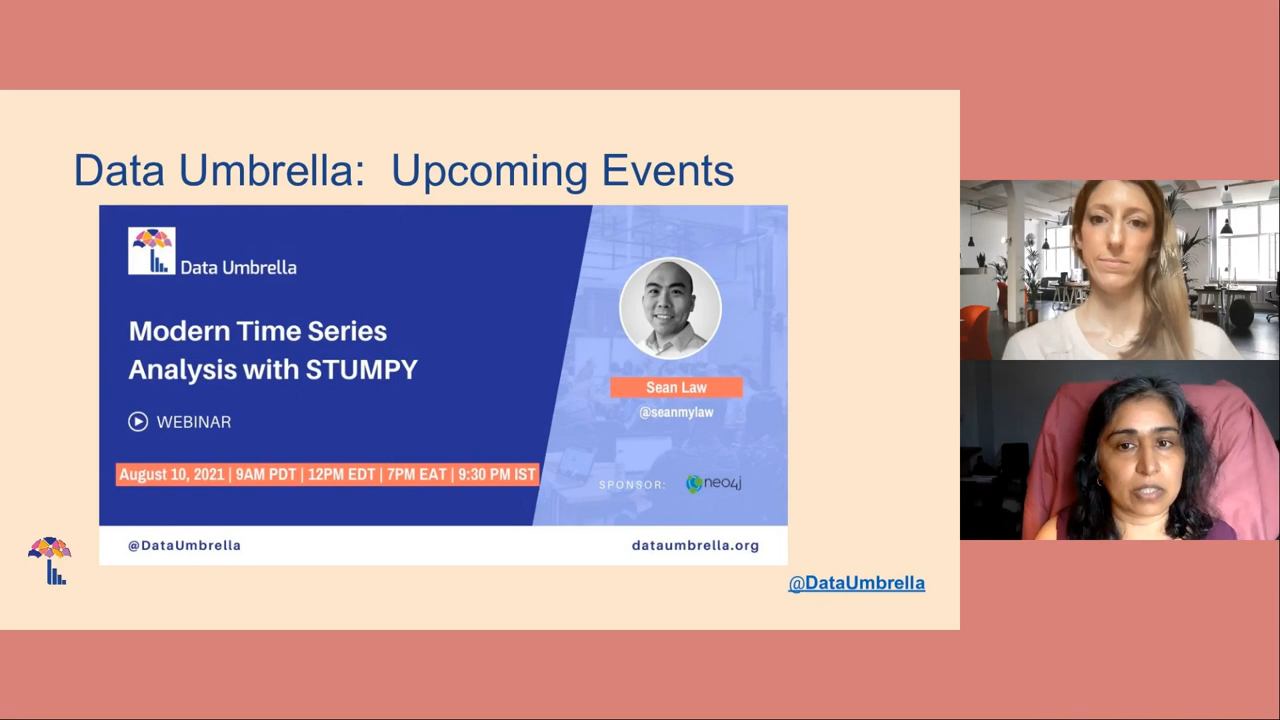 Data Umbrella:  Upcoming Events
Data Umbrella
Modern Time Series
Analysis with STUMPY
WEBINAR
August 10, 2021 | 9AM PDT | 12PM EDT | 7PM EAT | 9:30 PM IST
Sean Law
@seanmylaw
SPONSOR: neo4j
@DataUmbrella
dataumbrella.org
@DataUmbrella